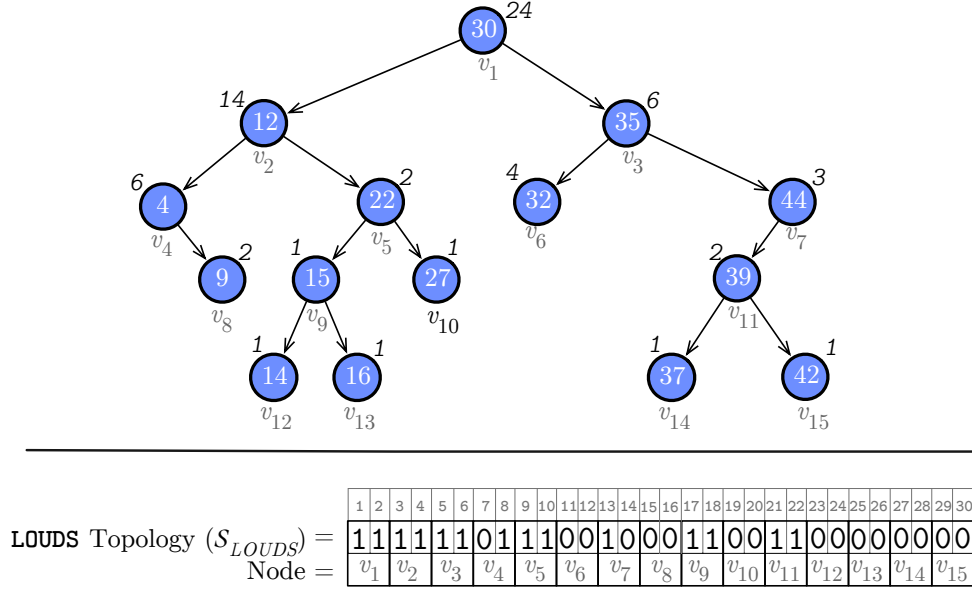 24
30
v1
14
6
12
35
v2
v3
6
2
4
3
4
22
32
44
v4
v5
v6
v7
2
1
1
2
9
15
27
39
v8
v9
v10
v11
1
1
1
1
14
16
37
42
v12
v13
v14
v15
1 2 3 4 5 6 7 8 9 10 11 12 13 14 15 16 17 18 19 20 21 22 23 24 25 26 27 28 29 30
LOUDS Topology (S_LOUDS) = 1 1 1 1 1 1 0 1 1 1 0 0 1 0 0 0 1 1 0 0 1 1 0 0 0 0 0 0 0 0
Node = v1 v2 v3 v4 v5 v6 v7 v8 v9 v10 v11 v12 v13 v14 v15